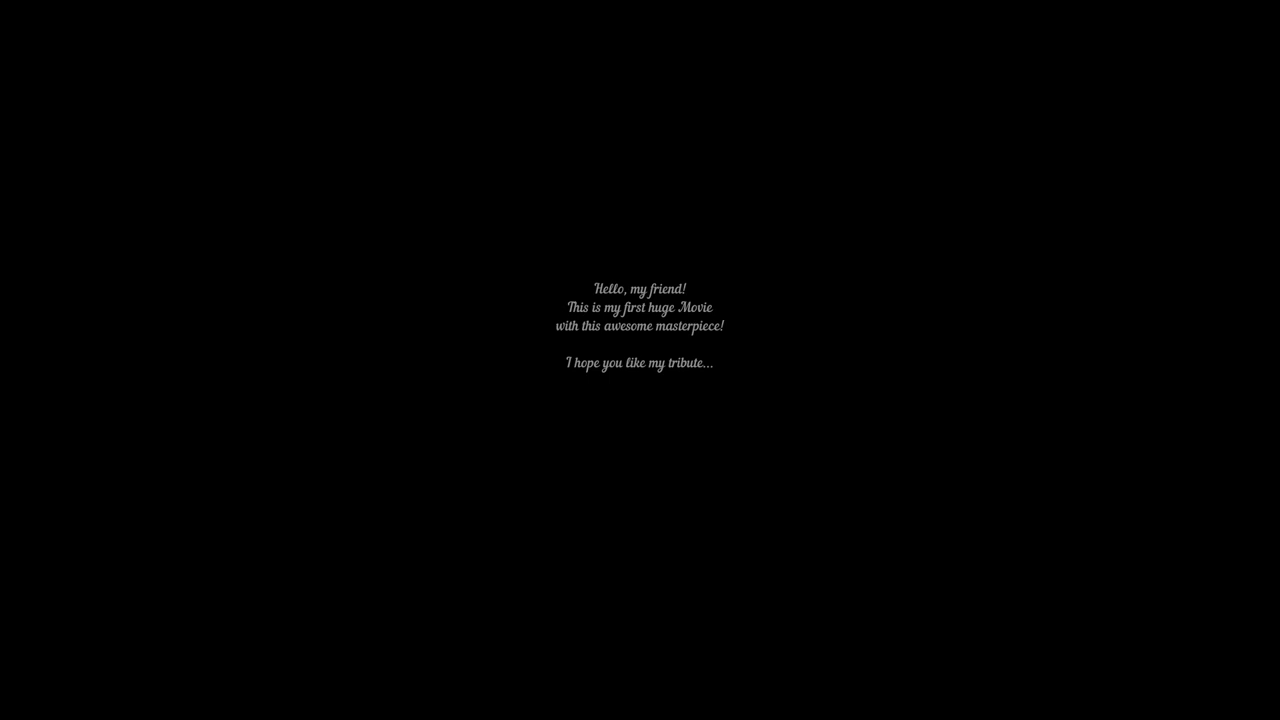 Hello, my friend!
This is my first huge Movie
with this awesome masterpiece!
I hope you like my tribute...